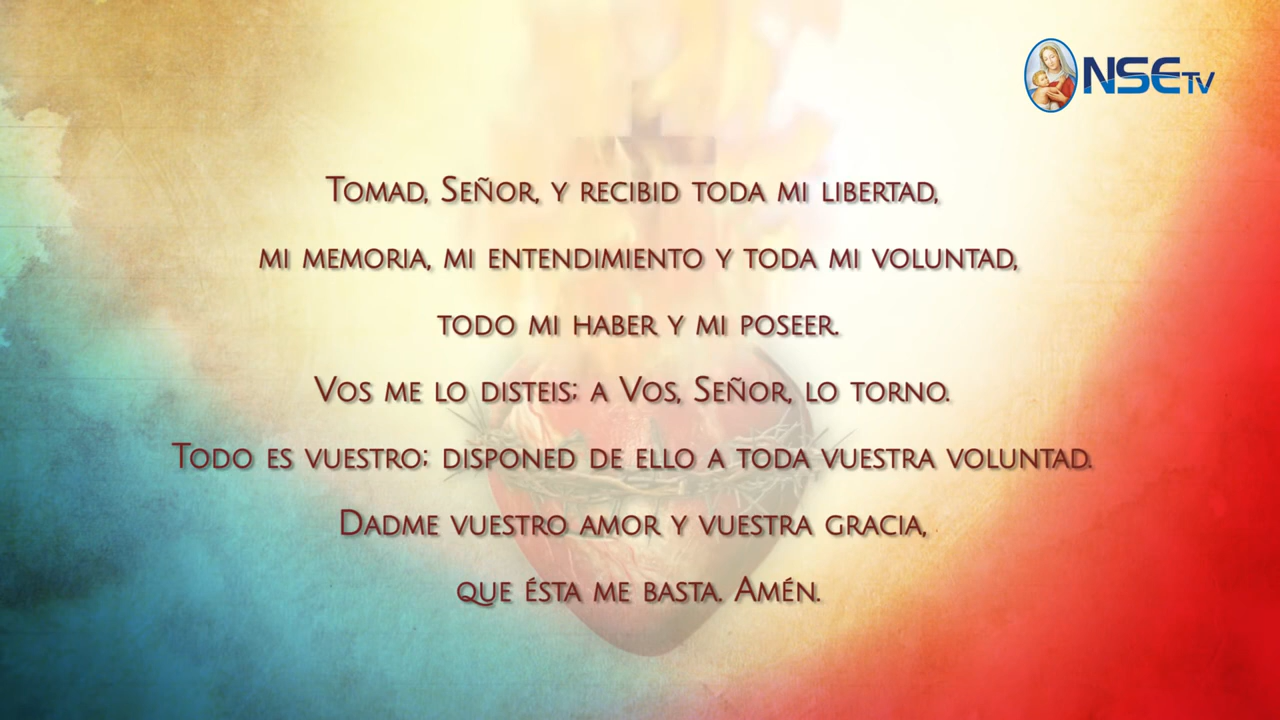 NSETV
Tomad, Señor, y recibid toda mi libertad,
mi memoria, mi entendimiento y toda mi voluntad,
todo mi haber y mi poseer.
Vos me lo disteis; a Vos, Señor, lo torno.
Todo es vuestro; disponed de ello a toda vuestra voluntad.
Dadme vuestro amor y vuestra gracia,
que ésta me basta. Amén.